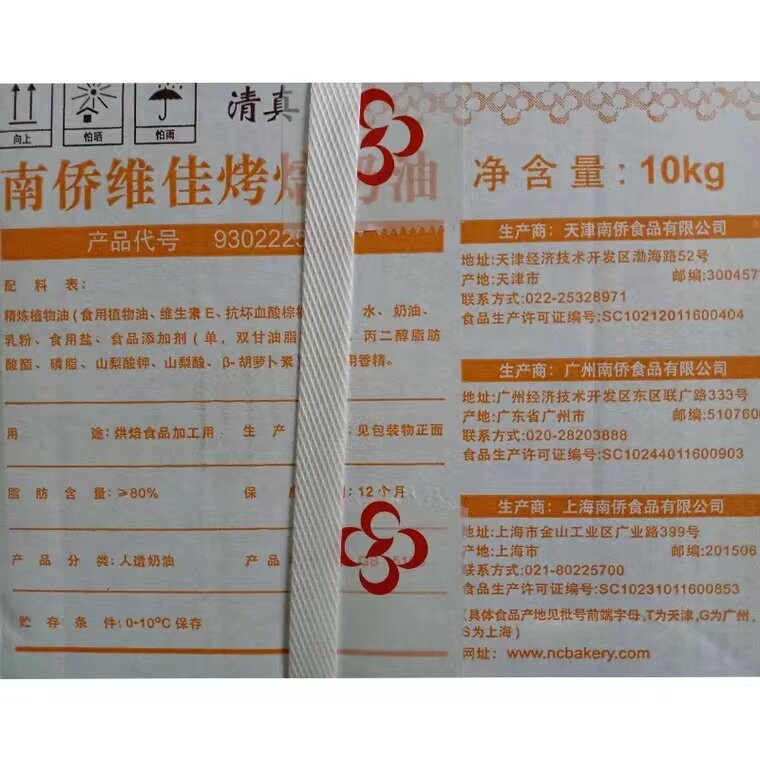 向上 怕晒 怕雨
清真
南侨维佳烤焙奶油
净含量：10kg
产品代号 930222
配料表：
精炼植物油(食用植物油、维生素E、抗坏血酸棕 水、奶油、
乳粉、食用盐、食品添加剂(单，双甘油脂 丙二醇脂肪
酸酯、磷脂、山梨酸钾、山梨酸、β-胡萝卜素 用香精。
用途：烘焙食品加工用 生产 见包装物正面
脂肪含量：≥80% 保 12个月
产品分类：人造奶油 产品
贮存条件：0-10℃保存
生产商：天津南侨食品有限公司
地址:天津经济技术开发区渤海路52号
产地:天津市 邮编:300457
联系方式:022-25328971
食品生产许可证编号:SC10212011600404
生产商：广州南侨食品有限公司
地址:广州经济技术开发区东区联广路333号
产地:广东省广州市 邮编:510760
联系方式:020-28203888
食品生产许可证编号:SC10244011600903
生产商：上海南侨食品有限公司
地址:上海市金山工业区广业路399号
产地:上海市 邮编:201506
联系方式:021-80225700
食品生产许可证编号:SC10231011600853
(具体食品产地见批号前端字母,T为天津,G为广州,
S为上海)
网址：www.ncbakery.com